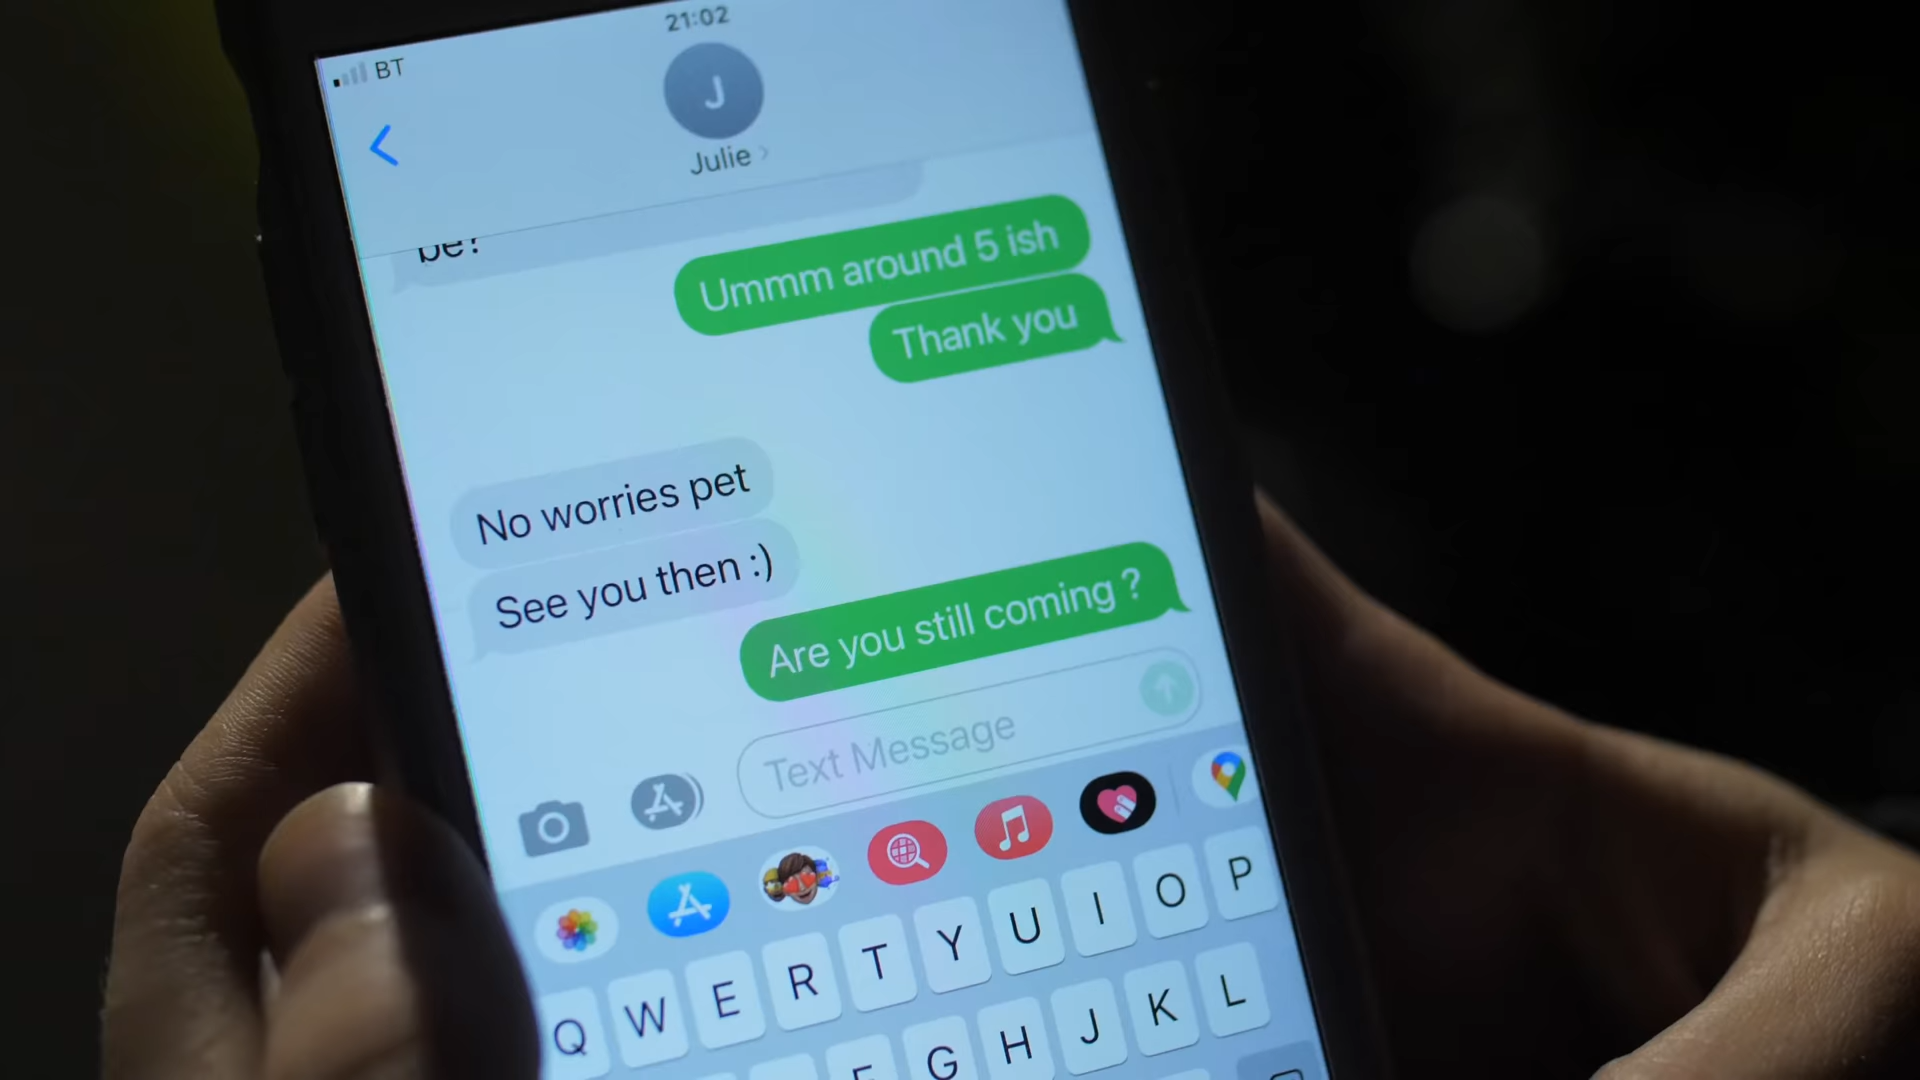 21:02
BT
J
Julie
be?
Ummm around 5 ish
Thank you
No worries pet
See you then :)
Are you still coming ?
Text Message
Q W E R T Y U I O P
F G H J K L